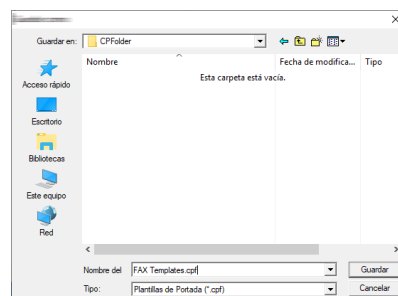 Guardar en: CPFolder
Nombre Fecha de modifica... Tipo
Esta carpeta está vacía.
Acceso rápido
Escritorio
Bibliotecas
Este equipo
Red
Nombre del FAX Templates.cpf Guardar
Tipo: Plantillas de Portada (*.cpf) Cancelar